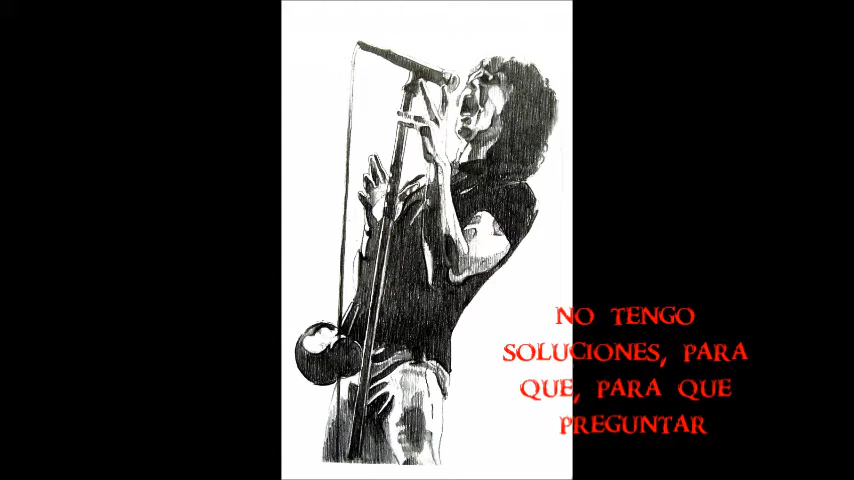 NO TENGO
SOLUCIONES, PARA
QUE, PARA QUE
PREGUNTAR